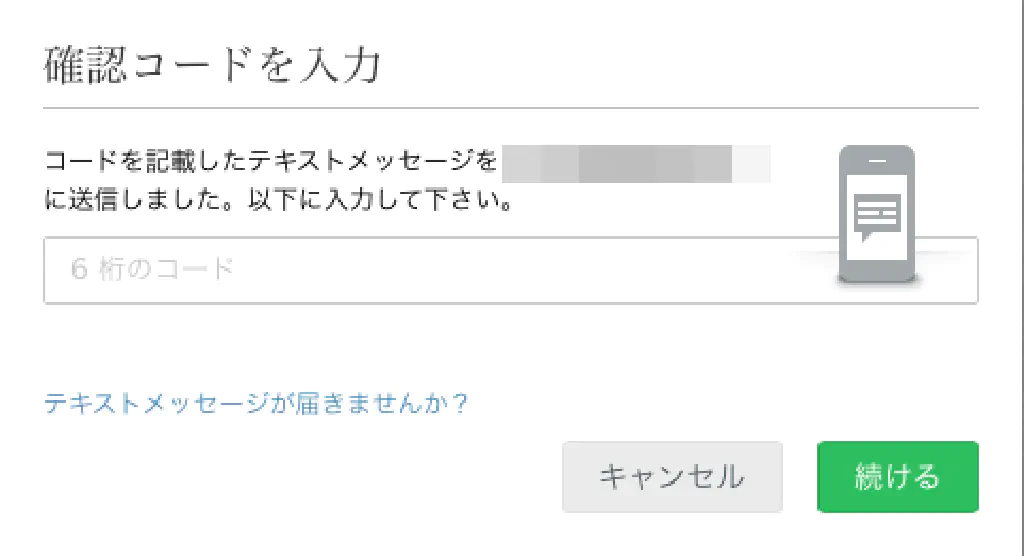 確認コードを入力
コードを記載したテキストメッセージを
に送信しました。以下に入力して下さい。
6 桁のコード
テキストメッセージが届きませんか？
キャンセル
続ける